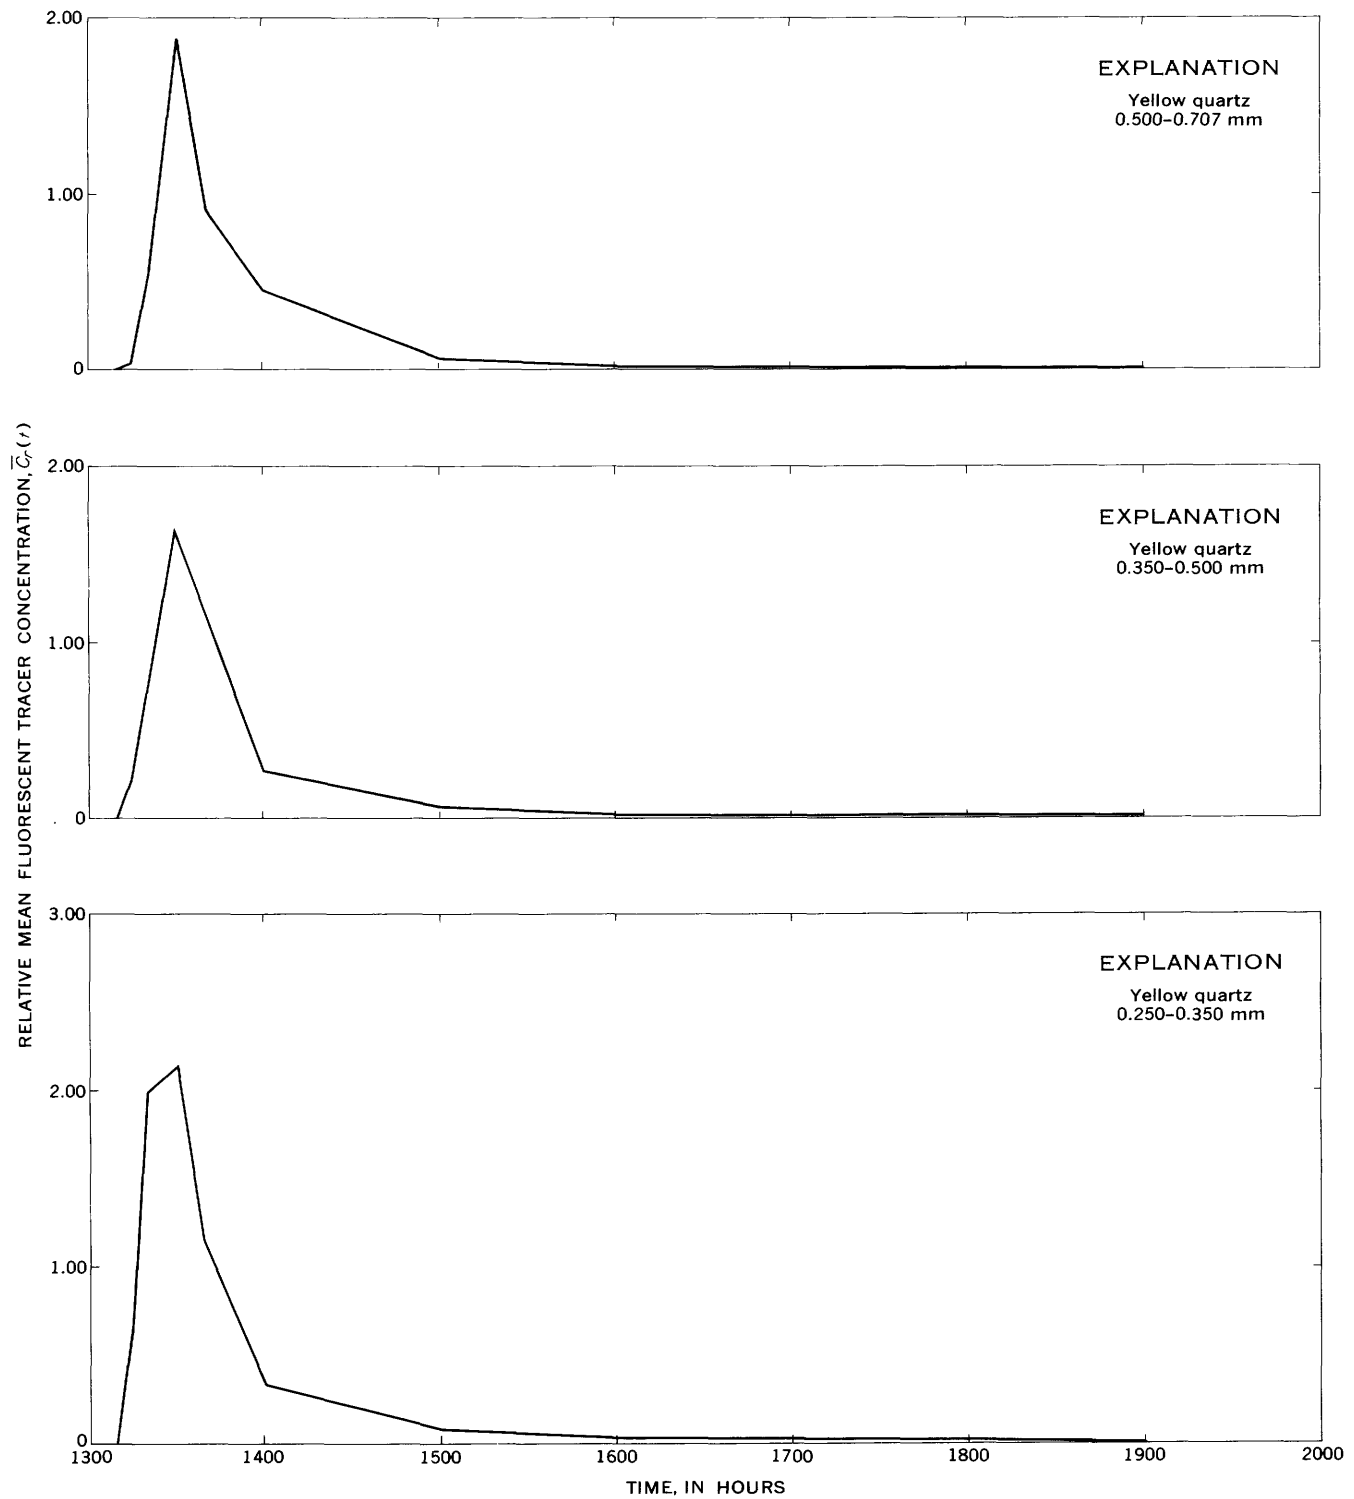 2.00
1.00
0
EXPLANATION
Yellow quartz
0.500-0.707 mm
RELATIVE MEAN FLUORESCENT TRACER CONCENTRATION, C̅r(t)
2.00
1.00
0
EXPLANATION
Yellow quartz
0.350-0.500 mm
3.00
2.00
1.00
0
EXPLANATION
Yellow quartz
0.250-0.350 mm
1300 1400 1500 1600 1700 1800 1900 2000
TIME, IN HOURS